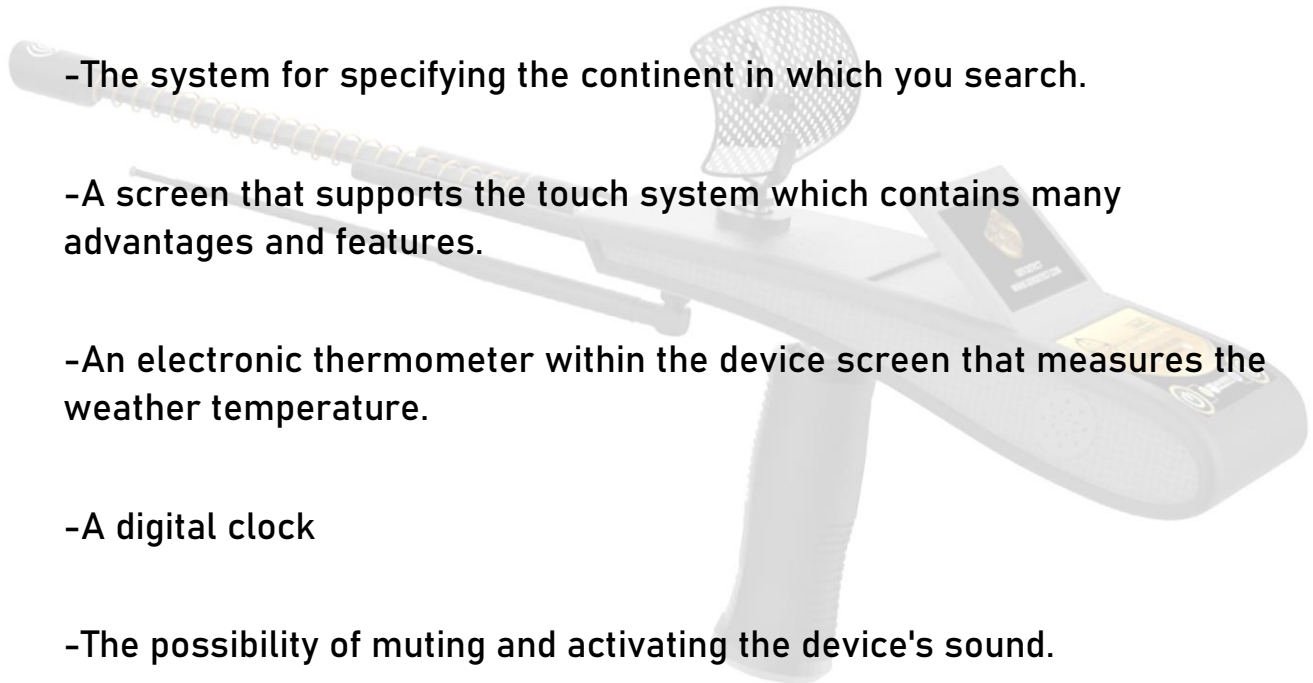 -The system for specifying the continent in which you search.
-A screen that supports the touch system which contains many
advantages and features.
-An electronic thermometer within the device screen that measures the
weather temperature.
-A digital clock
-The possibility of muting and activating the device's sound.